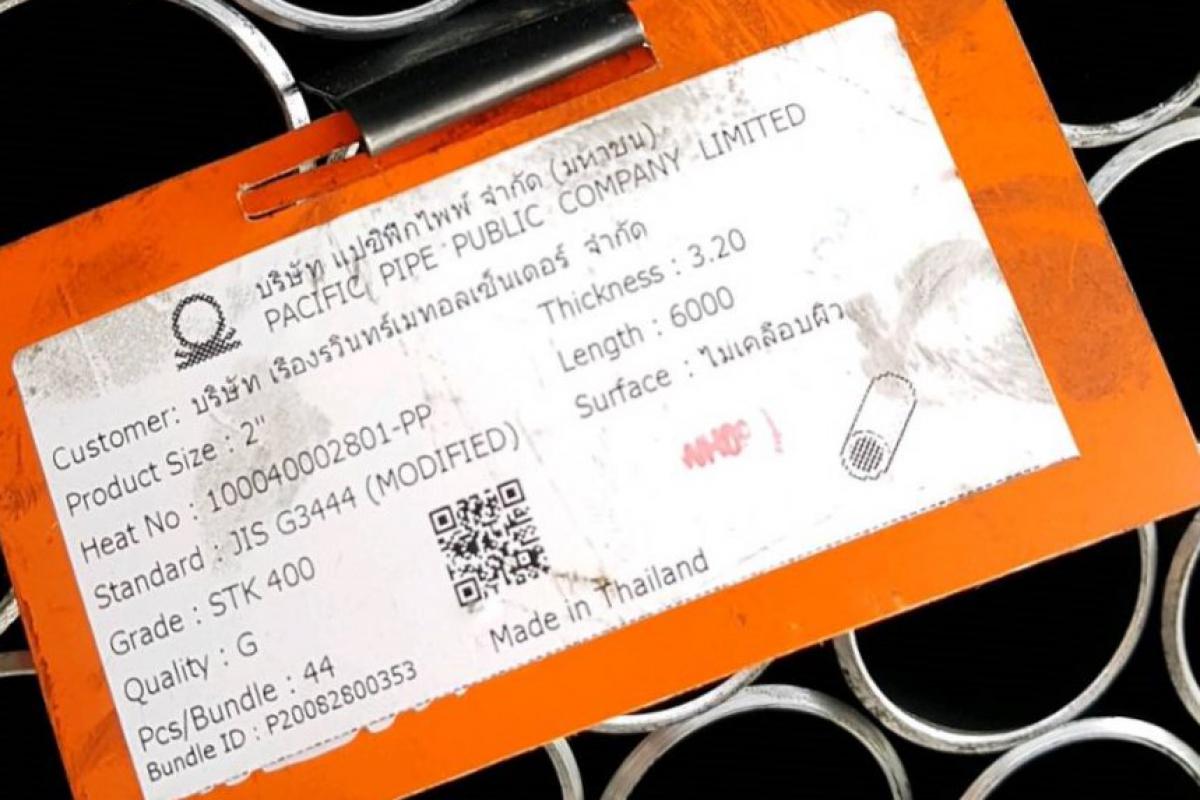 บริษัท แปซิฟิกไพพ์ จำกัด (มหาชน)
PACIFIC PIPE PUBLIC COMPANY LIMITED
Customer: บริษัท เรืองรวินทร์เมทอลเซ็นเตอร์ จำกัด
Product Size : 2"
Thickness : 3.20
Heat No : 100040002801-PP
Length : 6000
Standard : JIS G3444 (MODIFIED)
Surface : ไม่เคลือบผิว
Grade : STK 400
Quality : G
Pcs/Bundle : 44
Made in Thailand
Bundle ID : P20082800353